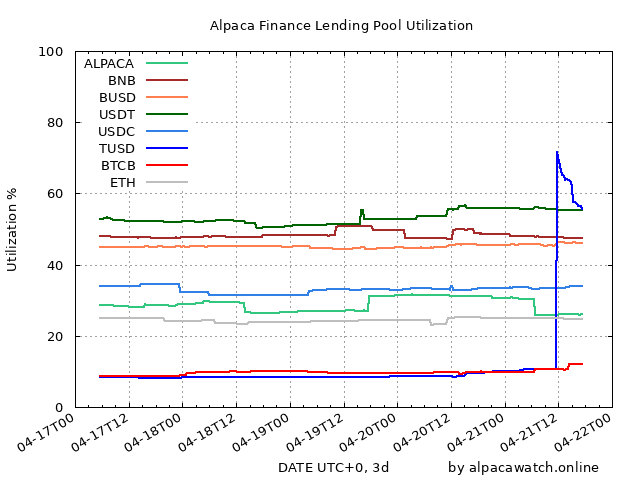 Alpaca Finance Lending Pool Utilization
100
80
60
40
20
0
Utilization %
ALPACA
BNB
BUSD
USDT
USDC
TUSD
BTCB
ETH
04-17T00
04-17T12
04-18T00
04-18T12
04-19T00
04-19T12
04-20T00
04-20T12
04-21T00
04-21T12
04-22T00
DATE UTC+0, 3d
by alpacawatch.online